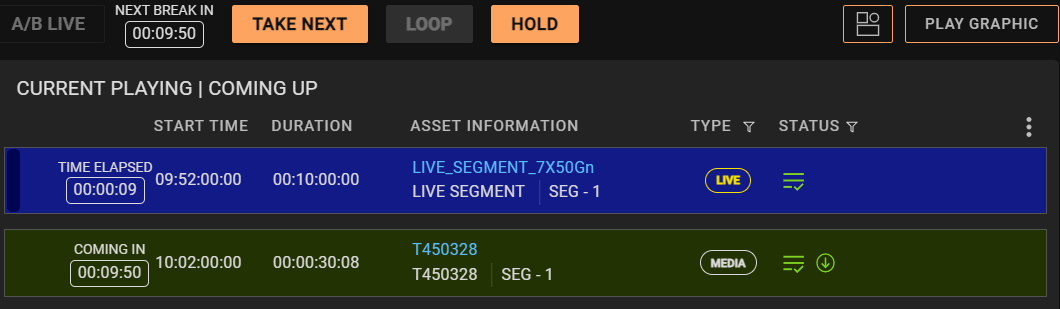 A/B LIVE
NEXT BREAK IN
00:09:50
TAKE NEXT
LOOP
HOLD
PLAY GRAPHIC
CURRENT PLAYING | COMING UP
START TIME DURATION ASSET INFORMATION TYPE STATUS
TIME ELAPSED
00:00:09
09:52:00:00
00:10:00:00
LIVE_SEGMENT_7X50Gn
LIVE SEGMENT SEG - 1
LIVE
COMING IN
00:09:50
10:02:00:00
00:00:30:08
T450328
T450328 SEG - 1
MEDIA